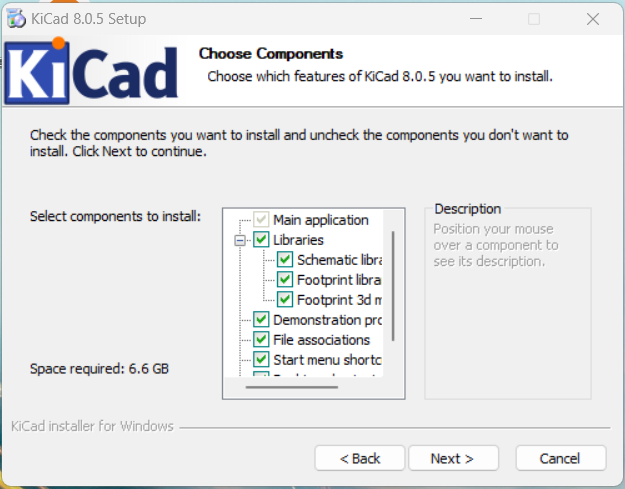 KiCad 8.0.5 Setup
KiCad
Choose Components
Choose which features of KiCad 8.0.5 you want to install.
Check the components you want to install and uncheck the components you don't want to
install. Click Next to continue.
Select components to install:
Main application
Libraries
Schematic libra
Footprint libra
Footprint 3d m
Demonstration pro
File associations
Start menu shortc
Description
Position your mouse
over a component to
see its description.
Space required: 6.6 GB
KiCad installer for Windows
< Back
Next >
Cancel